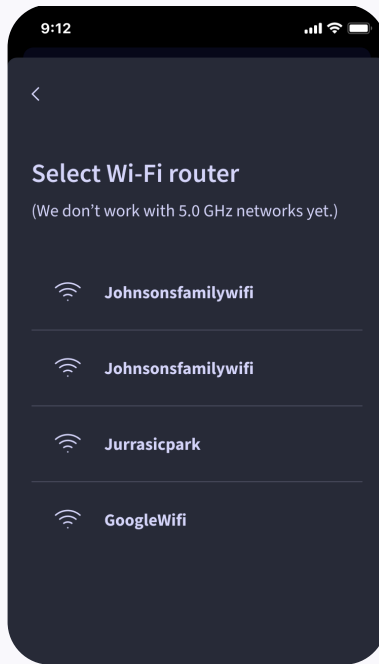 9:12
Select Wi-Fi router
(We don’t work with 5.0 GHz networks yet.)
Johnsonsfamilywifi
Johnsonsfamilywifi
Jurrasicpark
GoogleWifi